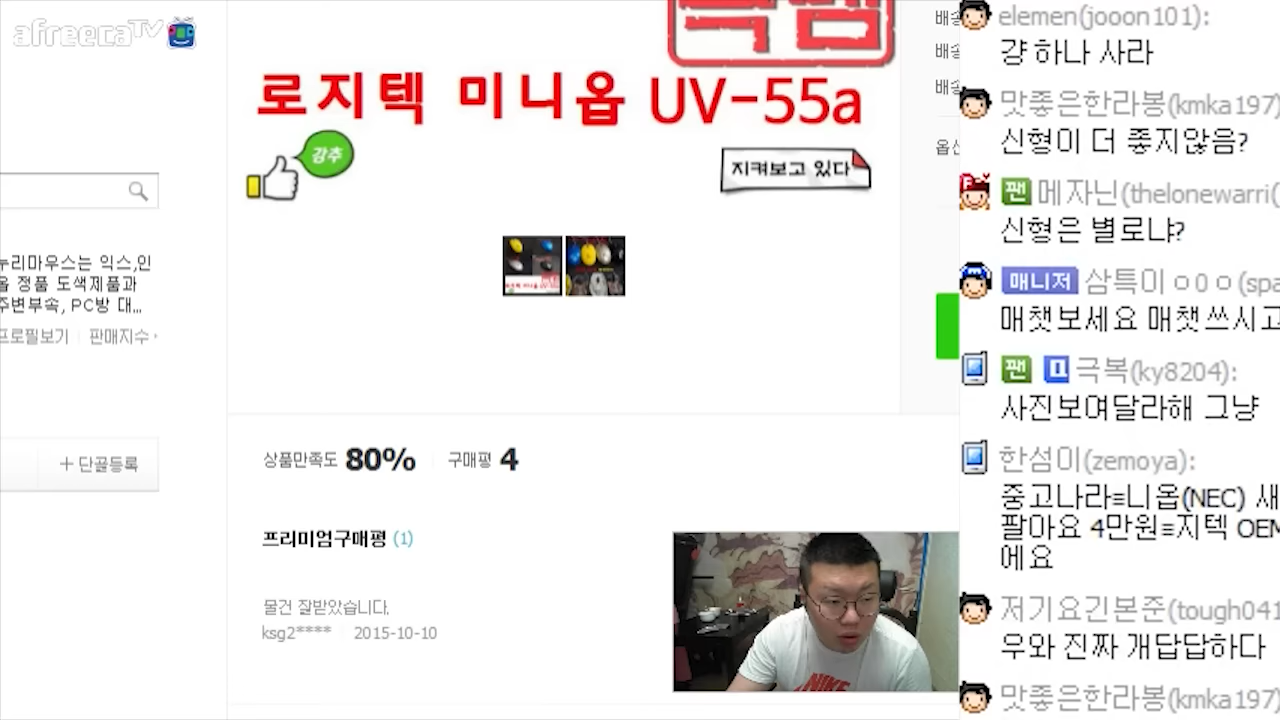 afreecaTV
극템
로지텍 미니옵 UV-55a
강추
지켜보고 있다
누리마우스는 익스,인
옵 정품 도색제품과
주변부속, PC방 대...
프로필보기
판매지수
+ 단골등록
상품만족도 80%
구매평 4
프리미엄구매평 (1)
물건 잘받았습니다,
ksg2****
2015-10-10
NIKE
배송
배송
배송
옵션
elemen(jooon101):
걍 하나 사라
맛좋은한라봉(kmka197)
신형이 더 좋지않음?
팬 메자닌(thelonewarri(
신형은 별로냐?
매니저 삼특이ㅇ0ㅇ(spa
매챗보세요 매챗쓰시고
팬 극복(ky8204):
사진보여달라해 그냥
한섬이(zemoya):
중고나라≡니옵(NEC) 새
팔아요 4만원≡지텍 OEM
에요
저기요긴본준(tough041
우와 진짜 개답답하다
맛좋은한라봉(kmka197)